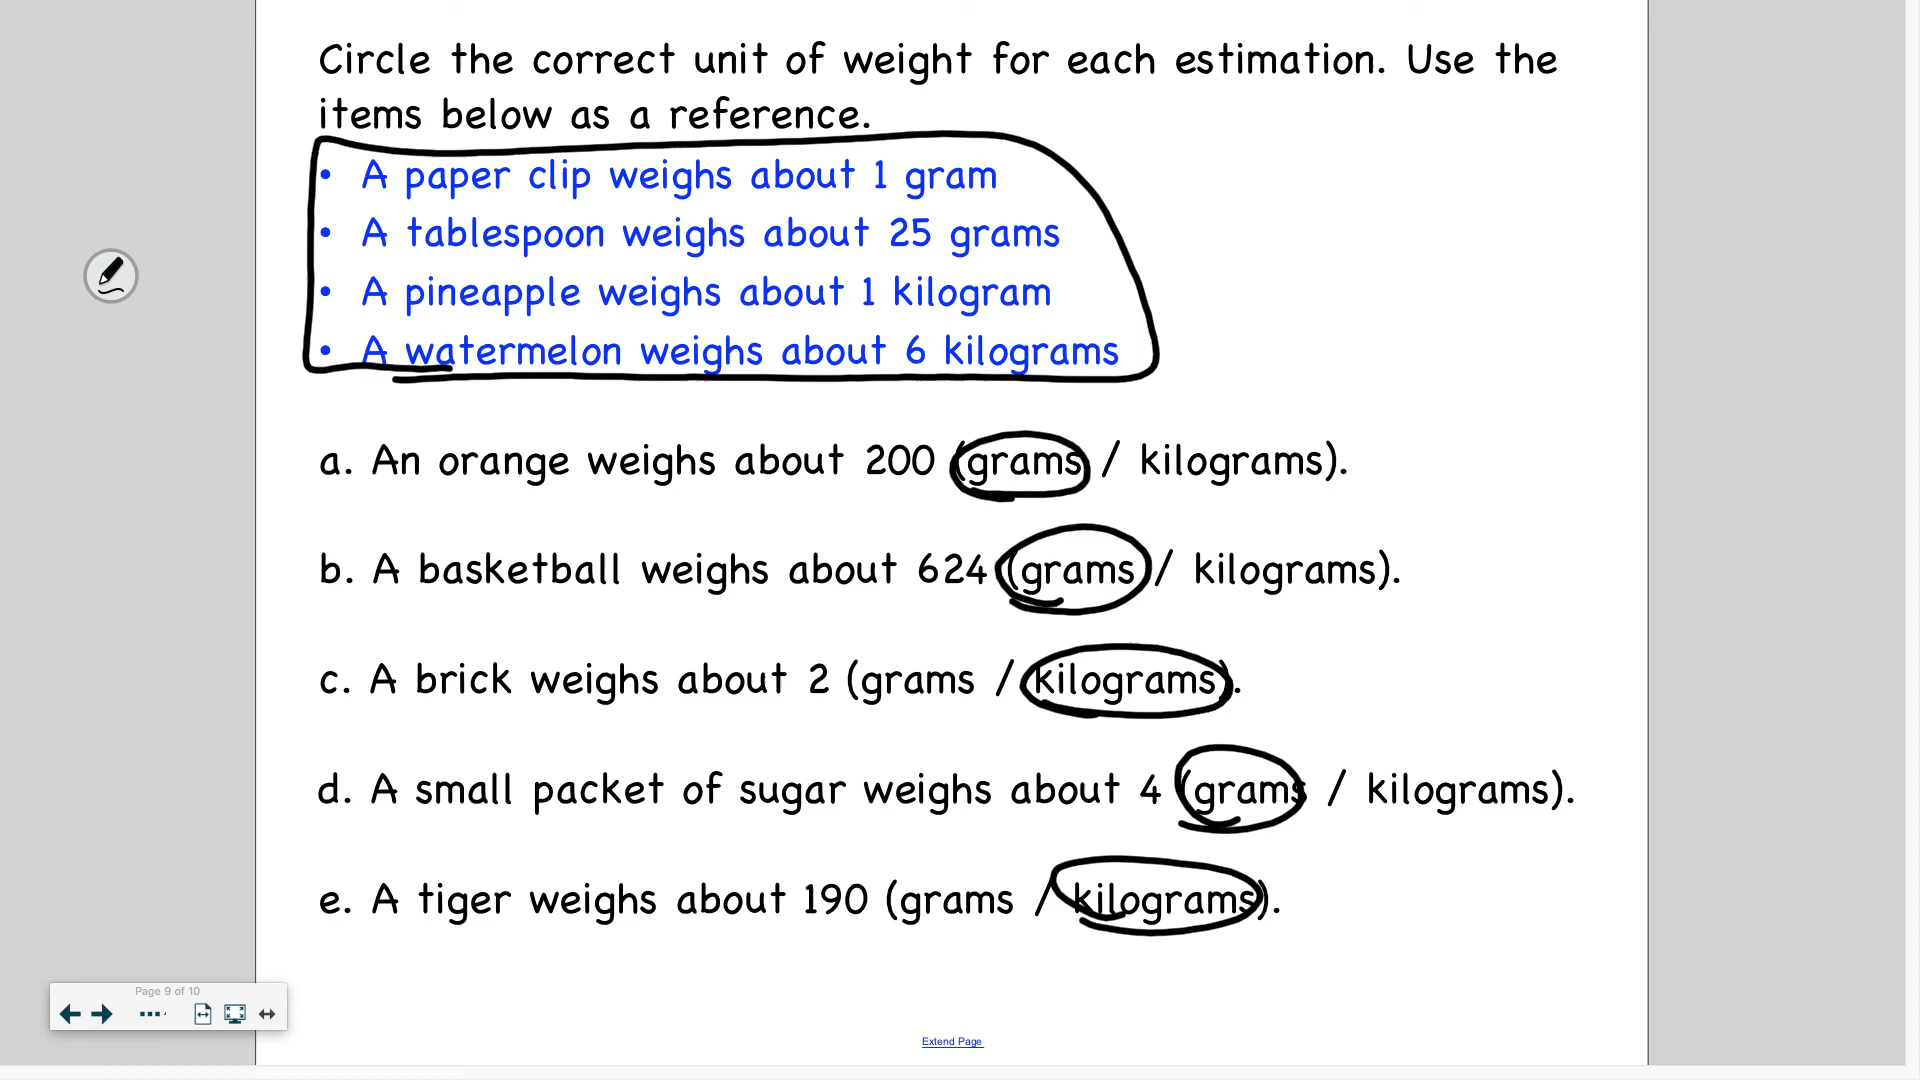 Circle the correct unit of weight for each estimation. Use the
items below as a reference.
• A paper clip weighs about 1 gram
• A tablespoon weighs about 25 grams
• A pineapple weighs about 1 kilogram
• A watermelon weighs about 6 kilograms
a. An orange weighs about 200 (grams / kilograms).
b. A basketball weighs about 624 (grams / kilograms).
c. A brick weighs about 2 (grams / kilograms).
d. A small packet of sugar weighs about 4 (grams / kilograms).
e. A tiger weighs about 190 (grams / kilograms).
Page 9 of 10
Extend Page